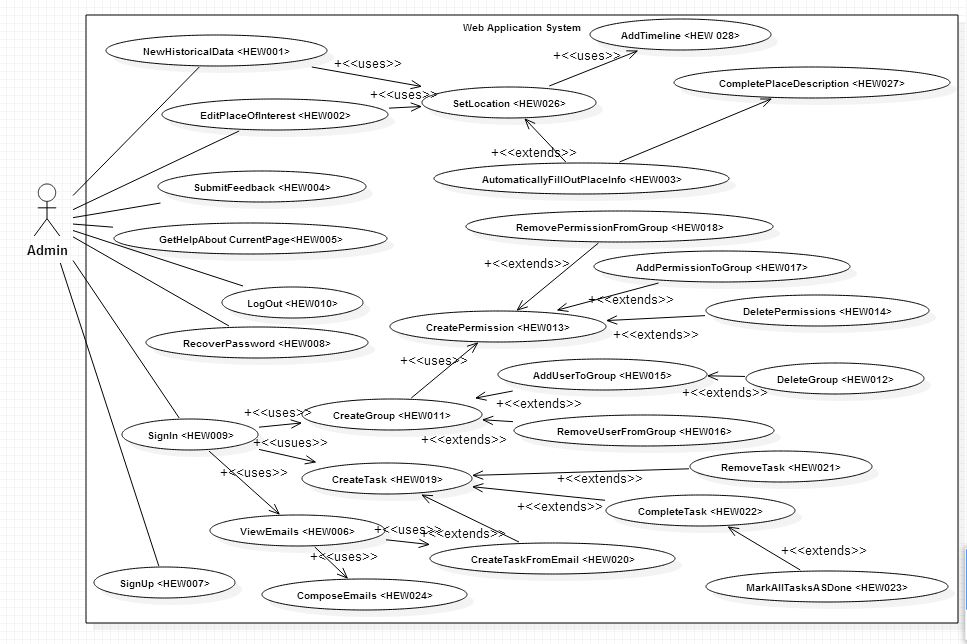 Web Application System
AddTimeline <HEW 028>
NewHistoricalData <HEW001>
+<<uses>>
+<<uses>>
CompletePlaceDescription <HEW027>
+<<uses>>
SetLocation <HEW026>
EditPlaceOfInterest <HEW002>
+<<extends>>
AutomaticallyFillOutPlaceInfo <HEW003>
SubmitFeedback <HEW004>
RemovePermissionFromGroup <HEW018>
GetHelpAbout CurrentPage<HEW005>
Admin
+<<extends>>
AddPermissionToGroup <HEW017>
LogOut <HEW010>
+<<extends>>
DeletePermissions <HEW014>
CreatePermission <HEW013>
+<<extends>>
RecoverPassword <HEW008>
+<<uses>>
AddUserToGroup <HEW015>
DeleteGroup <HEW012>
+<<extends>>
+<<extends>>
+<<uses>>
CreateGroup <HEW011>
SignIn <HEW009>
RemoveUserFromGroup <HEW016>
+<<usues>>
+<<extends>>
RemoveTask <HEW021>
+<<uses>>
CreateTask <HEW019>
+<<extends>>
+<<extends>>
CompleteTask <HEW022>
ViewEmails <HEW006>
+<<uses>>
+<<extends>>
+<<uses>>
CreateTaskFromEmail <HEW020>
+<<extends>>
SignUp <HEW007>
MarkAllTasksASDone <HEW023>
ComposeEmails <HEW024>